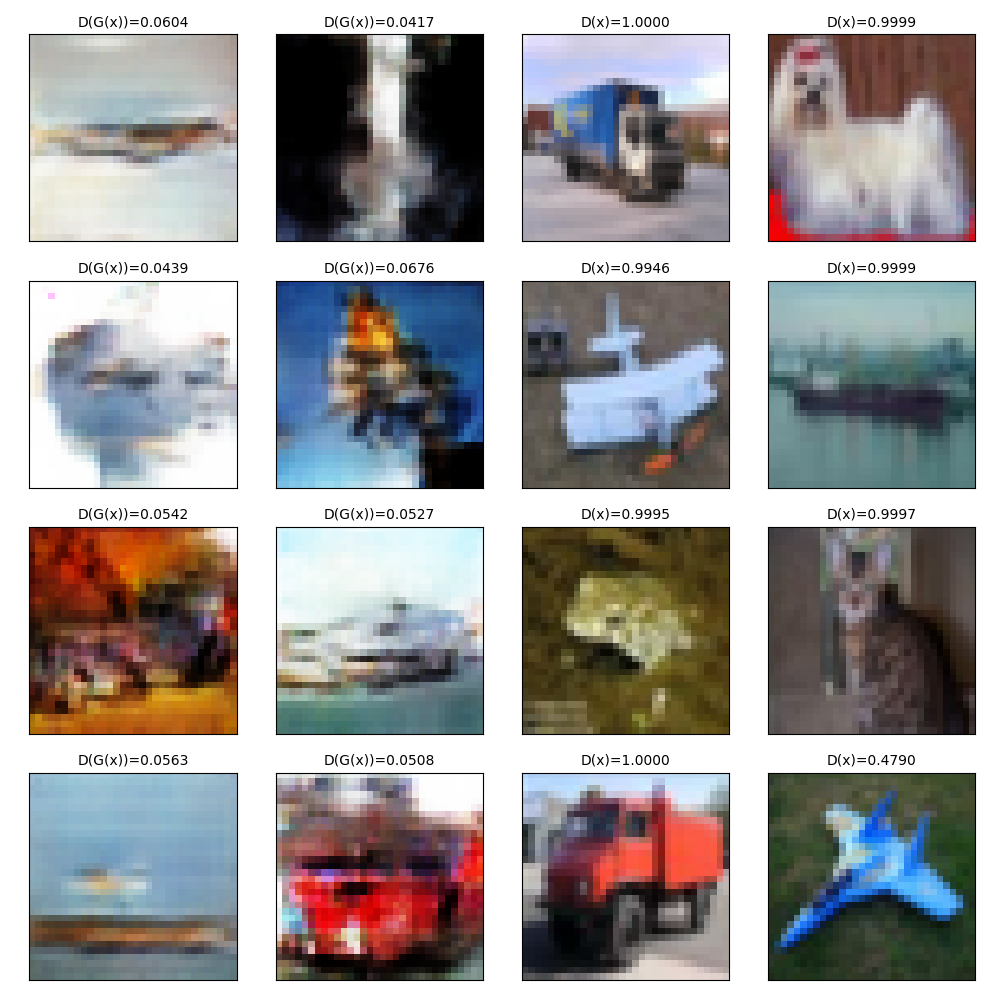 D(G(x))=0.0604
D(G(x))=0.0417
D(x)=1.0000
D(x)=0.9999
D(G(x))=0.0439
D(G(x))=0.0676
D(x)=0.9946
D(x)=0.9999
D(G(x))=0.0542
D(G(x))=0.0527
D(x)=0.9995
D(x)=0.9997
D(G(x))=0.0563
D(G(x))=0.0508
D(x)=1.0000
D(x)=0.4790